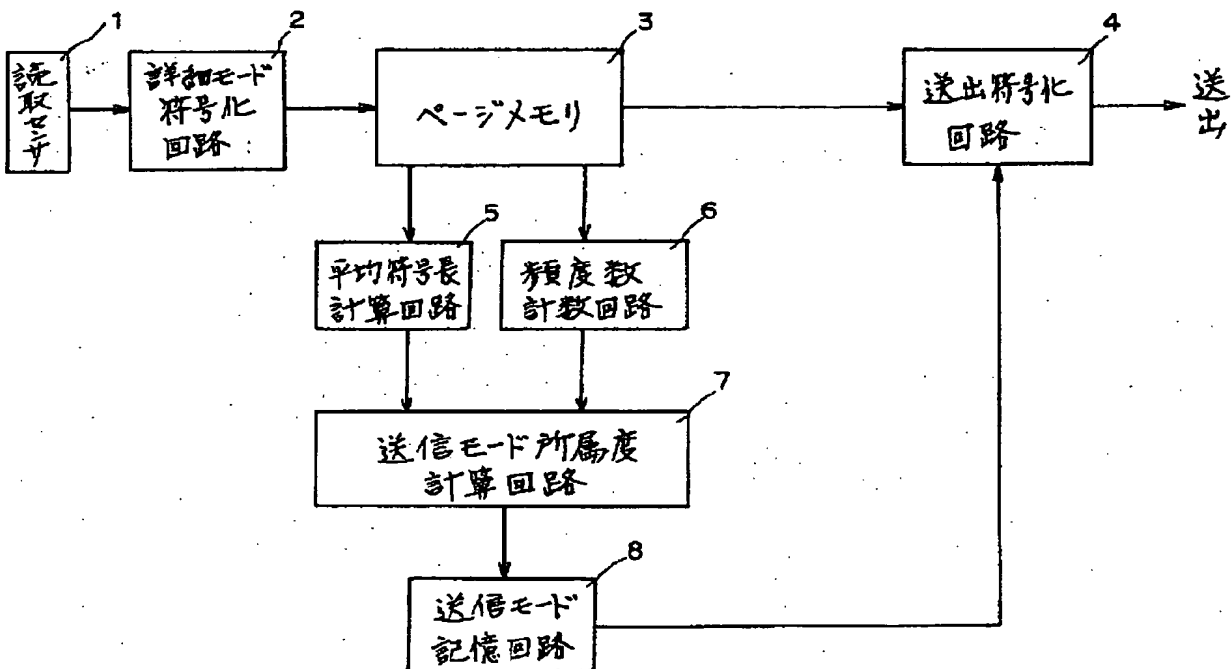 1
読取センサ
2
詳細モード
符号化
回路
3
ページメモリ
4
送出符号化
回路
送出
5
平均符号長
計算回路
6
頻度数
計数回路
7
送信モード所属度
計算回路
8
送信モード
記憶回路